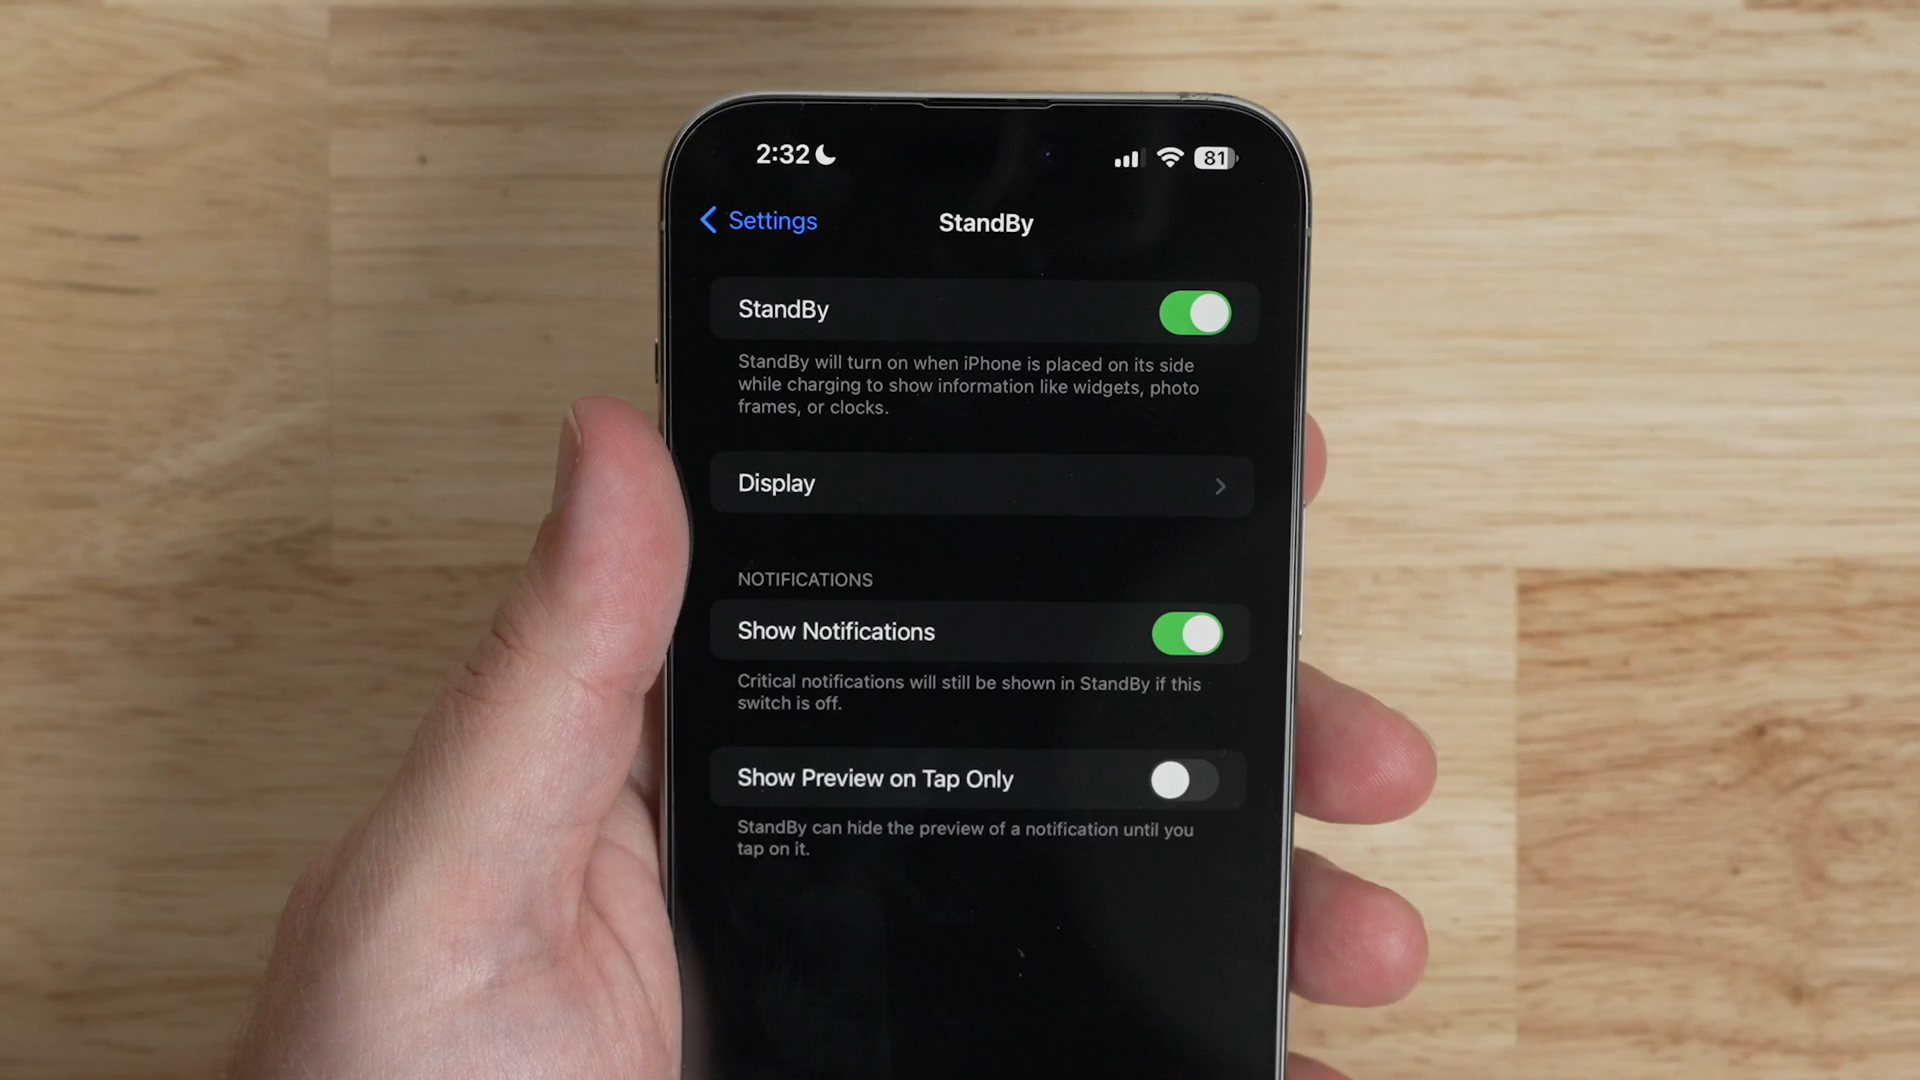 2:32 81
Settings StandBy
StandBy
StandBy will turn on when iPhone is placed on its side
while charging to show information like widgets, photo
frames, or clocks.
Display
NOTIFICATIONS
Show Notifications
Critical notifications will still be shown in StandBy if this
switch is off.
Show Preview on Tap Only
StandBy can hide the preview of a notification until you
tap on it.